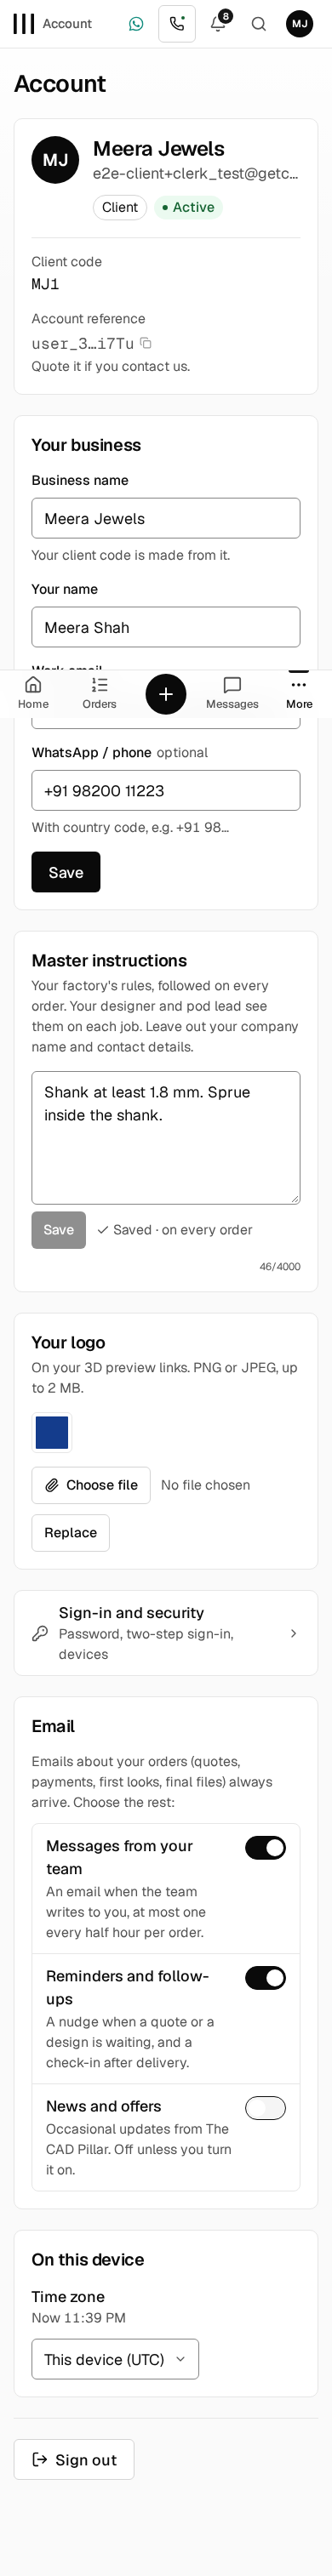 Account
8
MJ
Account
MJ
Meera Jewels
e2e-client+clerk_test@getc...
Client
Active
Client code
MJ1
Account reference
user_3…i7Tu
Quote it if you contact us.
Your business
Business name
Meera Jewels
Your client code is made from it.
Your name
Meera Shah
Home
Orders
Messages
More
WhatsApp / phone optional
+91 98200 11223
With country code, e.g. +91 98…
Save
Master instructions
Your factory's rules, followed on every
order. Your designer and pod lead see
them on each job. Leave out your company
name and contact details.
Shank at least 1.8 mm. Sprue
inside the shank.
Save
Saved · on every order
46/4000
Your logo
On your 3D preview links. PNG or JPEG, up
to 2 MB.
Choose file
No file chosen
Replace
Sign-in and security
Password, two-step sign-in,
devices
Email
Emails about your orders (quotes,
payments, first looks, final files) always
arrive. Choose the rest:
Messages from your
team
An email when the team
writes to you, at most one
every half hour per order.
Reminders and follow-
ups
A nudge when a quote or a
design is waiting, and a
check-in after delivery.
News and offers
Occasional updates from The
CAD Pillar. Off unless you turn
it on.
On this device
Time zone
Now 11:39 PM
This device (UTC)
Sign out